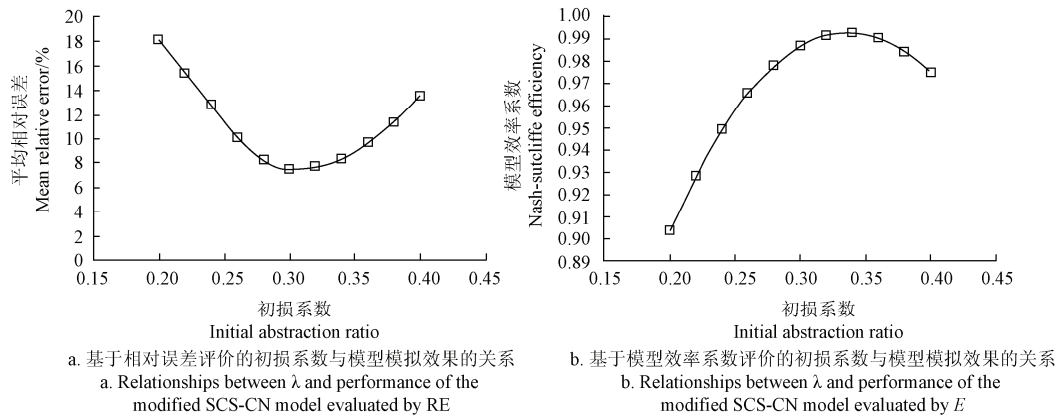 平均相对误差
Mean relative error/%
20
18
16
14
12
10
8
6
4
2
0
0.15 0.20 0.25 0.30 0.35 0.40 0.45
初损系数
Initial abstraction ratio
a. 基于相对误差评价的初损系数与模型模拟效果的关系
a. Relationships between λ and performance of the
modified SCS-CN model evaluated by RE
模型效率系数
Nash-sutcliffe efficiency
1.00
0.99
0.98
0.96
0.95
0.94
0.93
0.91
0.90
0.89
0.15 0.20 0.25 0.30 0.35 0.40 0.45
初损系数
Initial abstraction ratio
b. 基于模型效率系数评价的初损系数与模型模拟效果的关系
b. Relationships between λ and performance of the
modified SCS-CN model evaluated by E